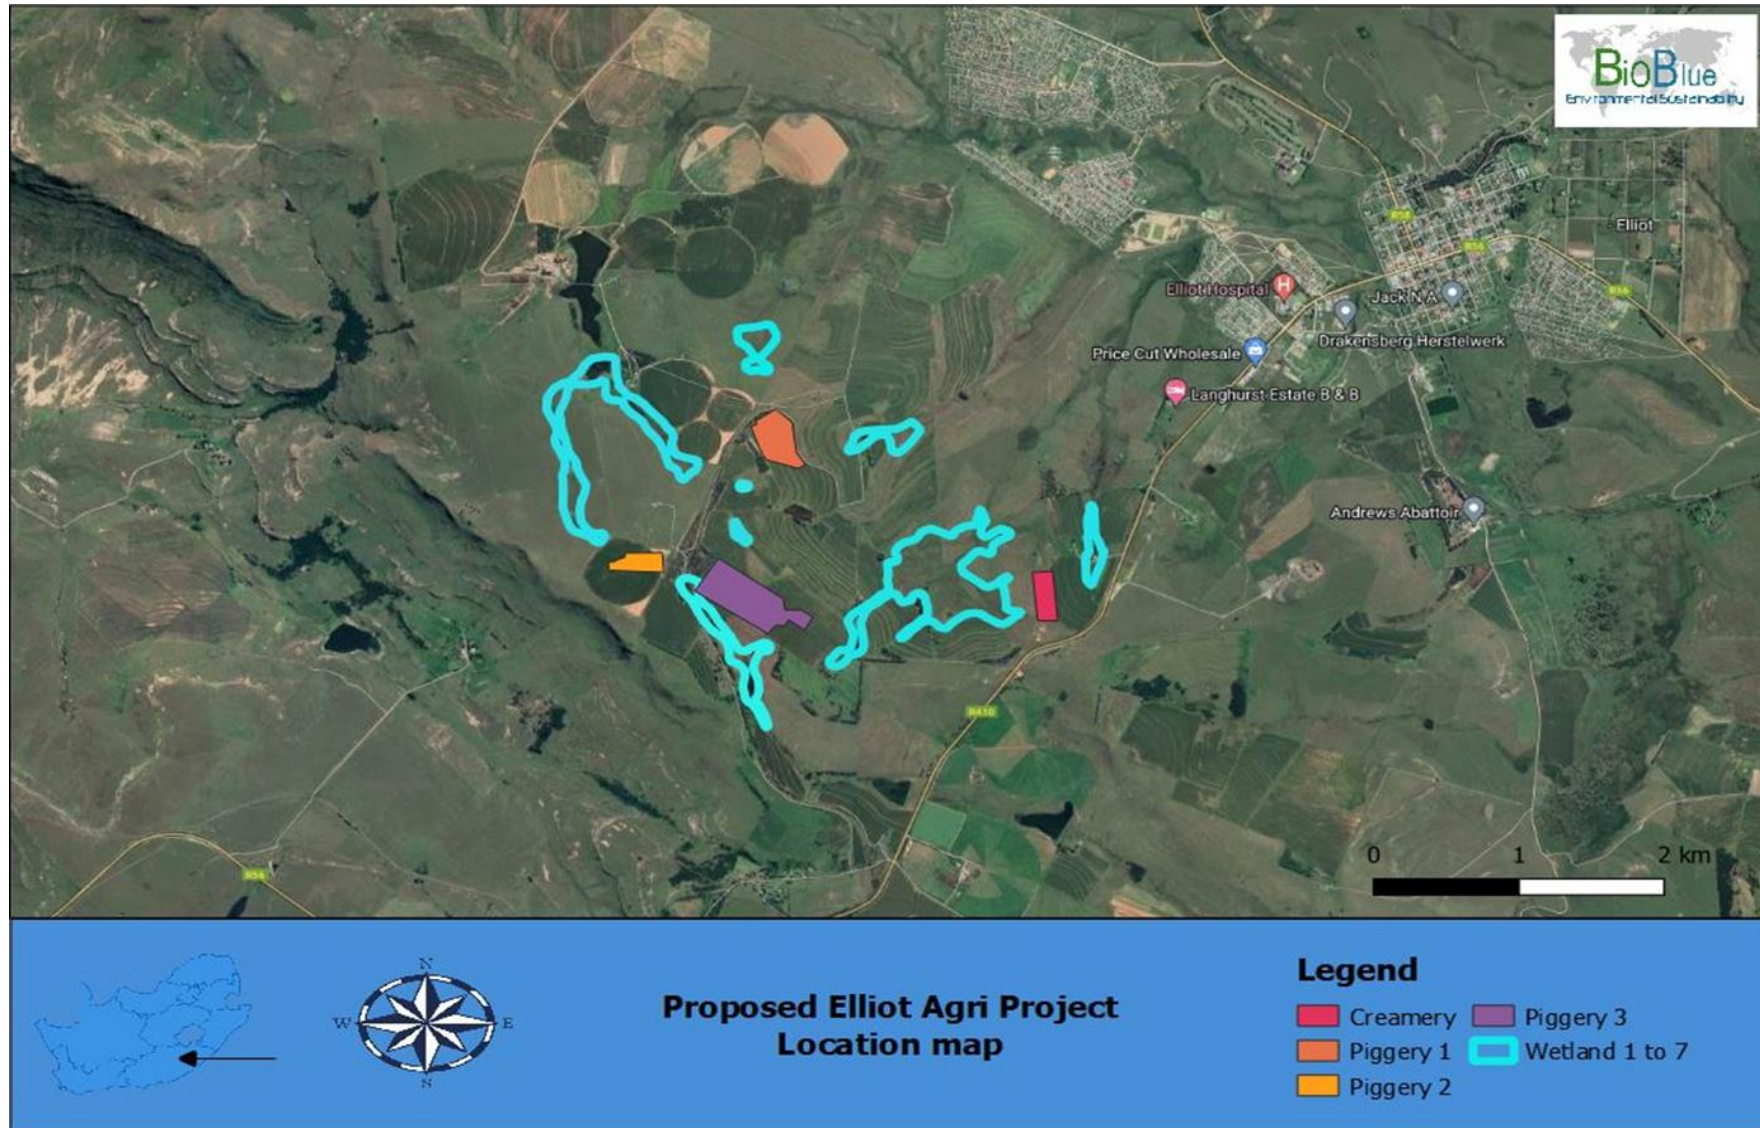 BioBlue
Environmental Sustainability
R58
Elliot
R56
Elliot Hospital
H
Jack N A
R56
Drakensberg Herstelwerk
Price Cut Wholesale
Langhurst Estate B & B
Andrews Abattoir
R410
0 1 2 km
R56
Proposed Elliot Agri Project
Location map
N
W E
N
Legend
Creamery
Piggery 1
Piggery 2
Piggery 3
Wetland 1 to 7